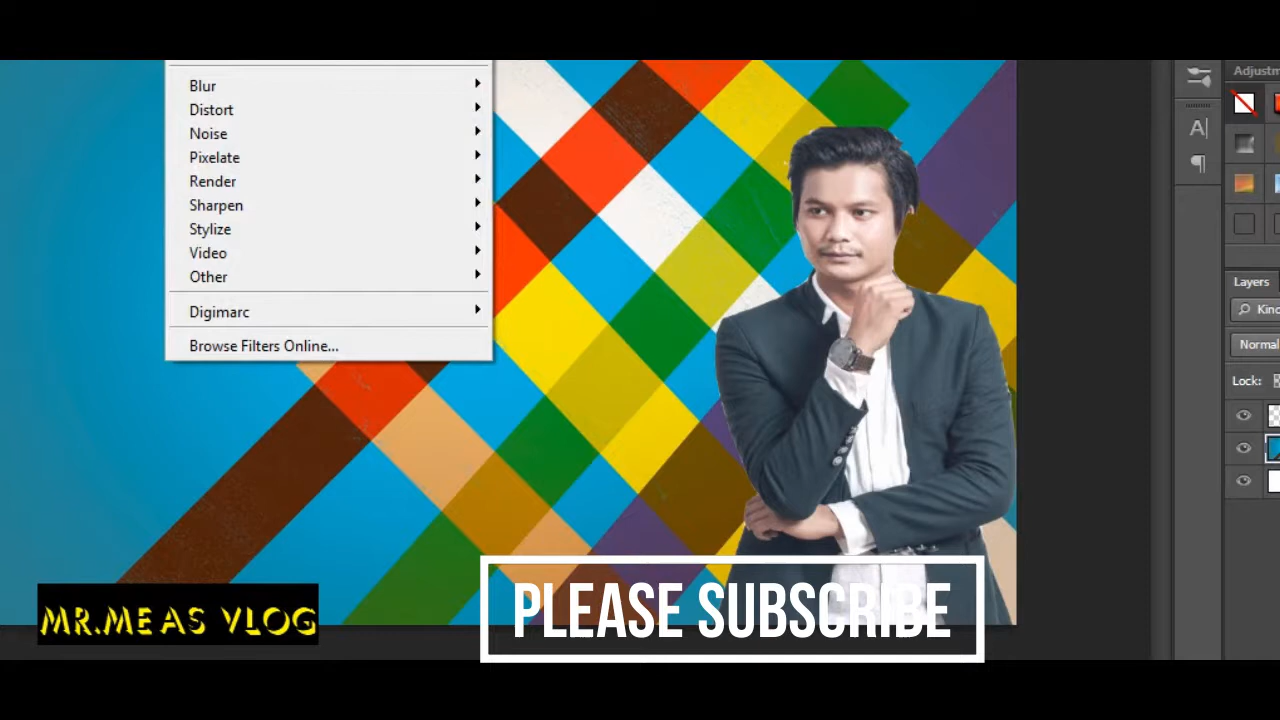 Blur
Distort
Noise
Pixelate
Render
Sharpen
Stylize
Video
Other
Digimarc
Browse Filters Online...
Adjustm
A|
¶
Layers
Kind
Normal
Lock:
MR.MEAS VLOG
PLEASE SUBSCRIBE